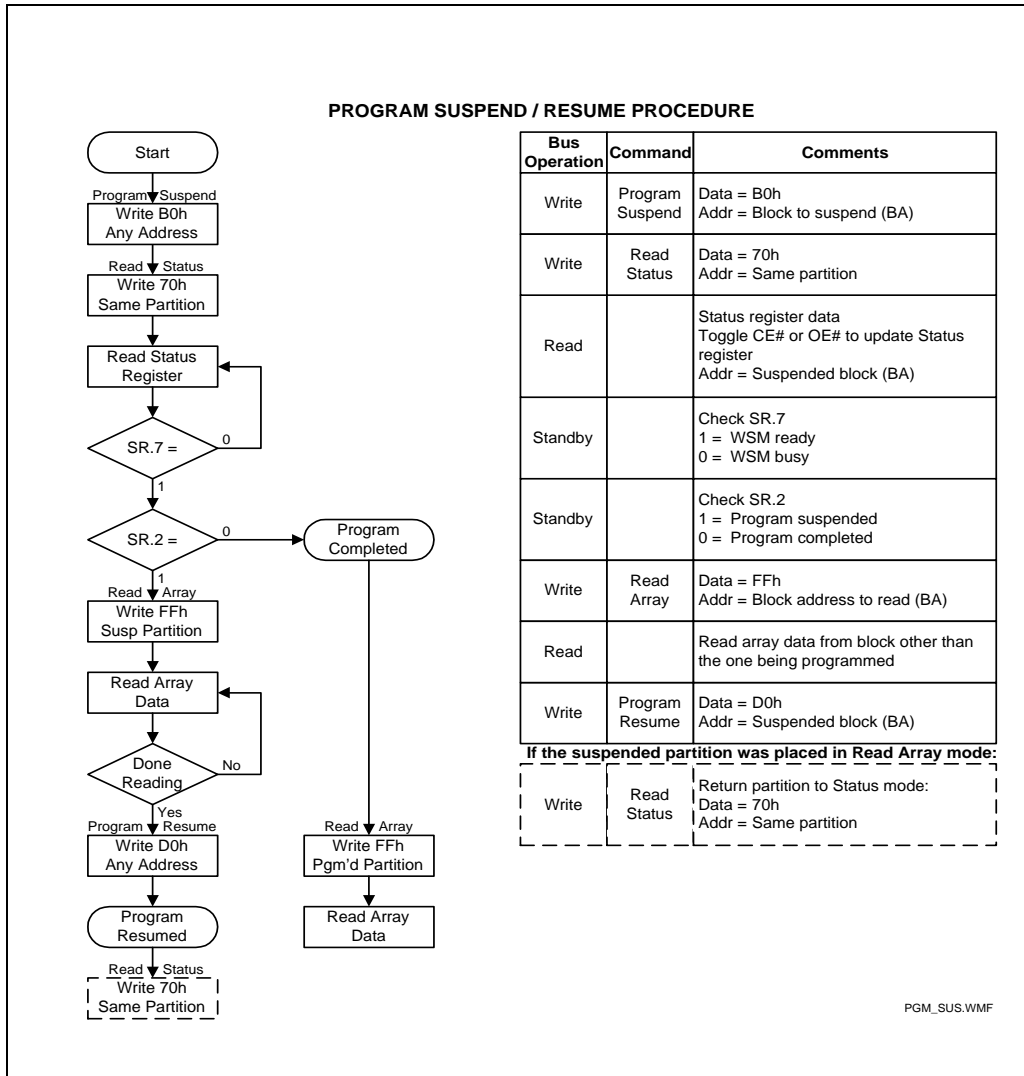 PROGRAM SUSPEND / RESUME PROCEDURE
Start
Program Suspend
Write B0h
Any Address
Read Status
Write 70h
Same Partition
Read Status
Register
SR.7 =
0
1
SR.2 =
0
Program
Completed
1
Read Array
Write FFh
Susp Partition
Read Array
Data
Done
Reading
No
Yes
Program Resume
Write D0h
Any Address
Program
Resumed
Read Status
Write 70h
Same Partition
Read Array
Write FFh
Pgm'd Partition
Read Array
Data
Bus
Operation
Command
Comments
Write
Program
Suspend
Data = B0h
Addr = Block to suspend (BA)
Write
Read
Status
Data = 70h
Addr = Same partition
Read
Status register data
Toggle CE# or OE# to update Status
register
Addr = Suspended block (BA)
Standby
Check SR.7
1 = WSM ready
0 = WSM busy
Standby
Check SR.2
1 = Program suspended
0 = Program completed
Write
Read
Array
Data = FFh
Addr = Block address to read (BA)
Read
Read array data from block other than
the one being programmed
Write
Program
Resume
Data = D0h
Addr = Suspended block (BA)
If the suspended partition was placed in Read Array mode:
Write
Read
Status
Return partition to Status mode:
Data = 70h
Addr = Same partition
PGM_SUS.WMF